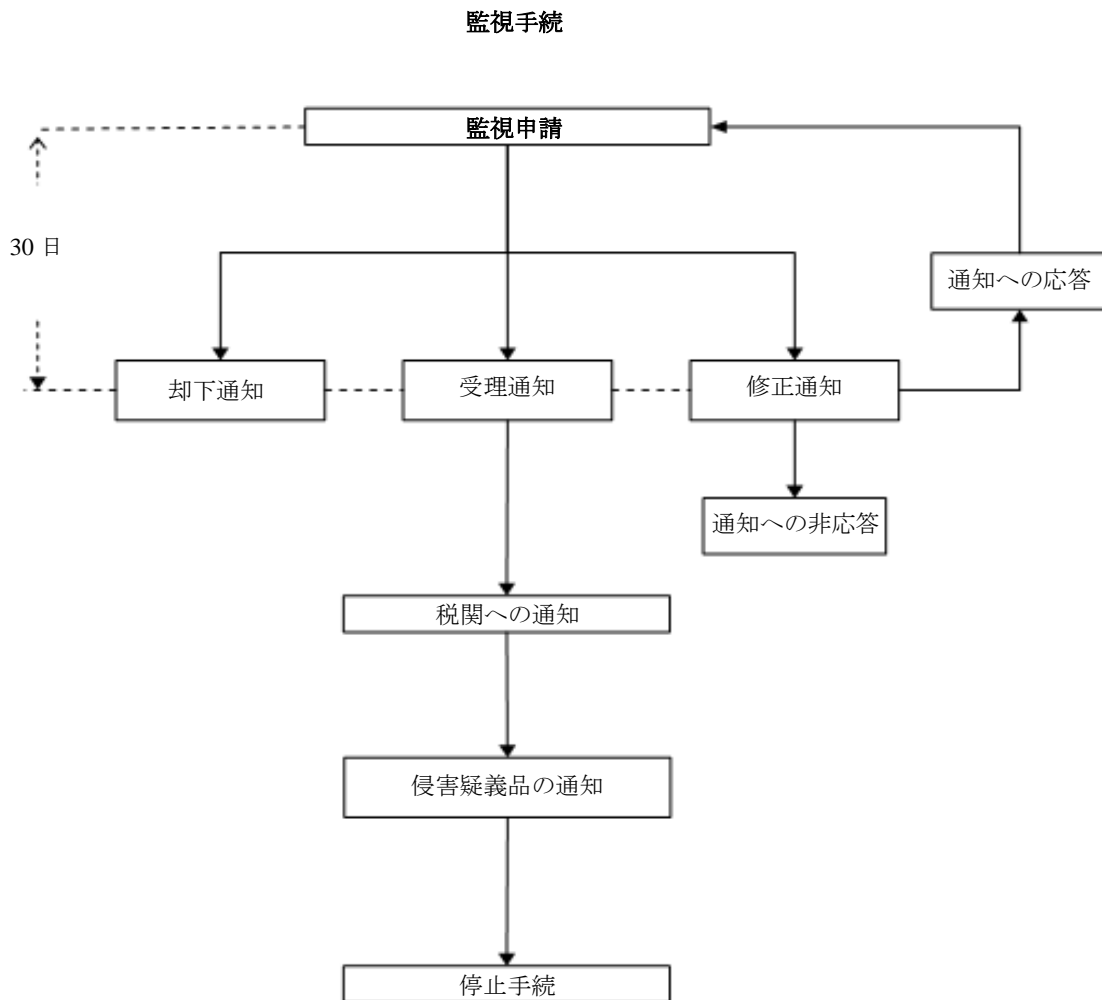 監視手続
監視申請
30 日
通知への応答
却下通知
受理通知
修正通知
通知への非応答
税関への通知
侵害疑義品の通知
停止手続